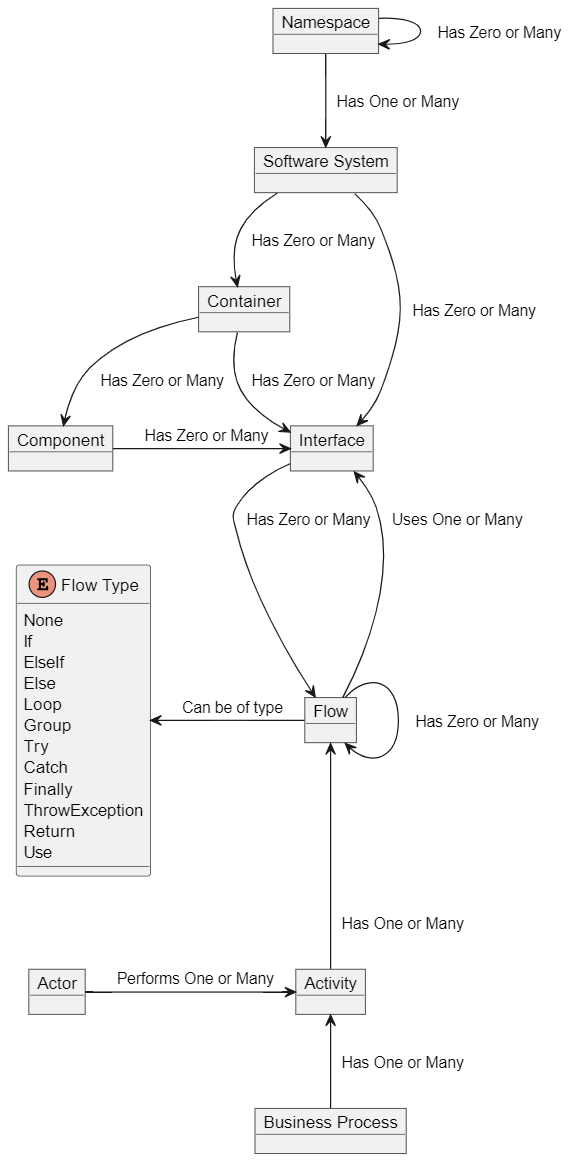 Namespace
Has Zero or Many
Has One or Many
Software System
Has Zero or Many
Has Zero or Many
Container
Has Zero or Many
Has Zero or Many
Component
Has Zero or Many
Interface
Has Zero or Many
Uses One or Many
E Flow Type
None
If
ElseIf
Else
Loop
Group
Try
Catch
Finally
ThrowException
Return
Use
Can be of type
Flow
Has Zero or Many
Has One or Many
Actor
Performs One or Many
Activity
Has One or Many
Business Process